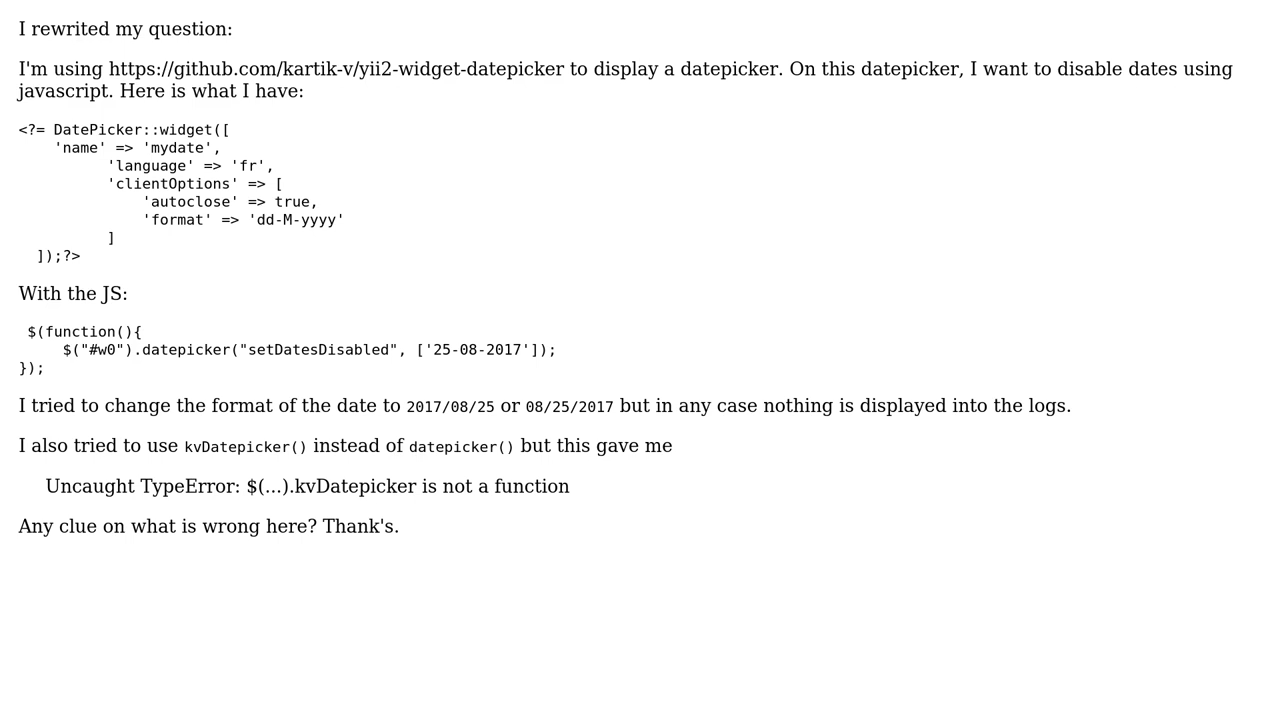 I rewrited my question:
I'm using https://github.com/kartik-v/yii2-widget-datepicker to display a datepicker. On this datepicker, I want to disable dates using
javascript. Here is what I have:
<?= DatePicker::widget([
    'name' => 'mydate',
          'language' => 'fr',
          'clientOptions' => [
              'autoclose' => true,
              'format' => 'dd-M-yyyy'
          ]
  ]);?>
With the JS:
 $(function(){
     $("#w0").datepicker("setDatesDisabled", ['25-08-2017']);
});
I tried to change the format of the date to 2017/08/25 or 08/25/2017 but in any case nothing is displayed into the logs.
I also tried to use kvDatepicker() instead of datepicker() but this gave me
Uncaught TypeError: $(...).kvDatepicker is not a function
Any clue on what is wrong here? Thank's.